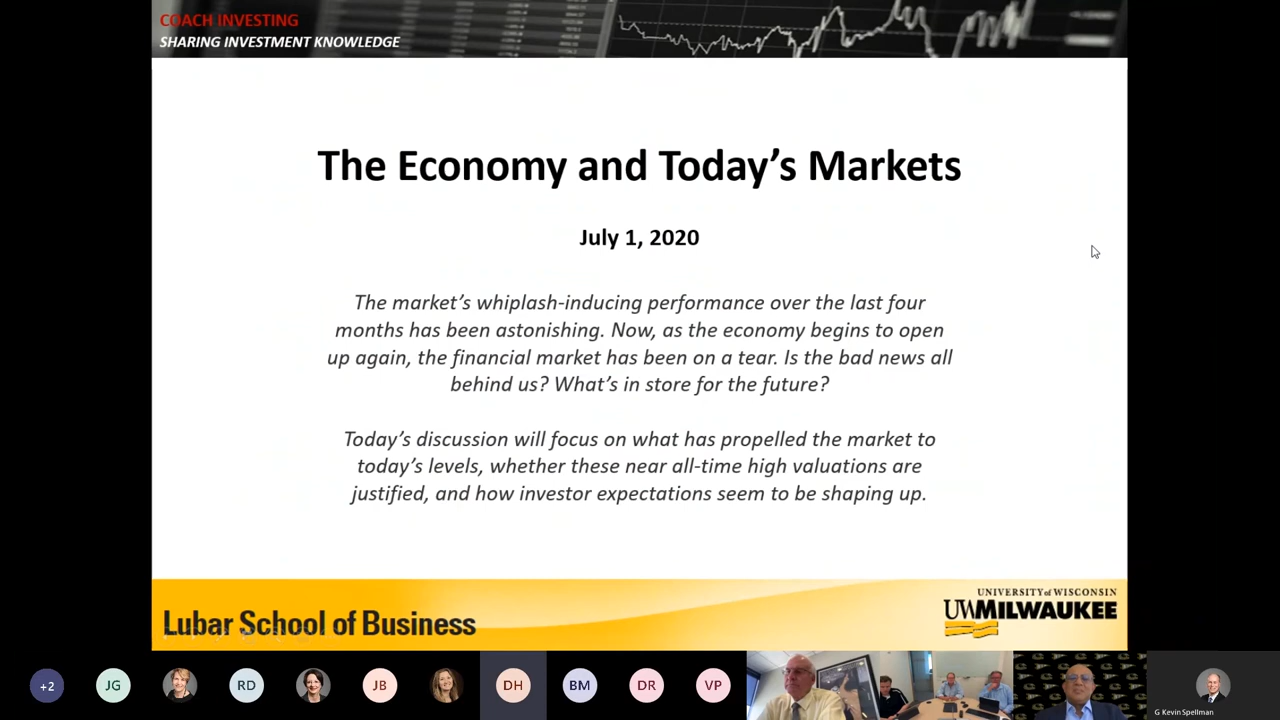 COACH INVESTING
SHARING INVESTMENT KNOWLEDGE
The Economy and Today's Markets
July 1, 2020
The market's whiplash-inducing performance over the last four
months has been astonishing. Now, as the economy begins to open
up again, the financial market has been on a tear. Is the bad news all
behind us? What's in store for the future?
Today's discussion will focus on what has propelled the market to
today's levels, whether these near all-time high valuations are
justified, and how investor expectations seem to be shaping up.
Lubar School of Business
UNIVERSITY of WISCONSIN
UWMILWAUKEE
+2
JG
RD
JB
DH
BM
DR
VP
G Kevin Spellman